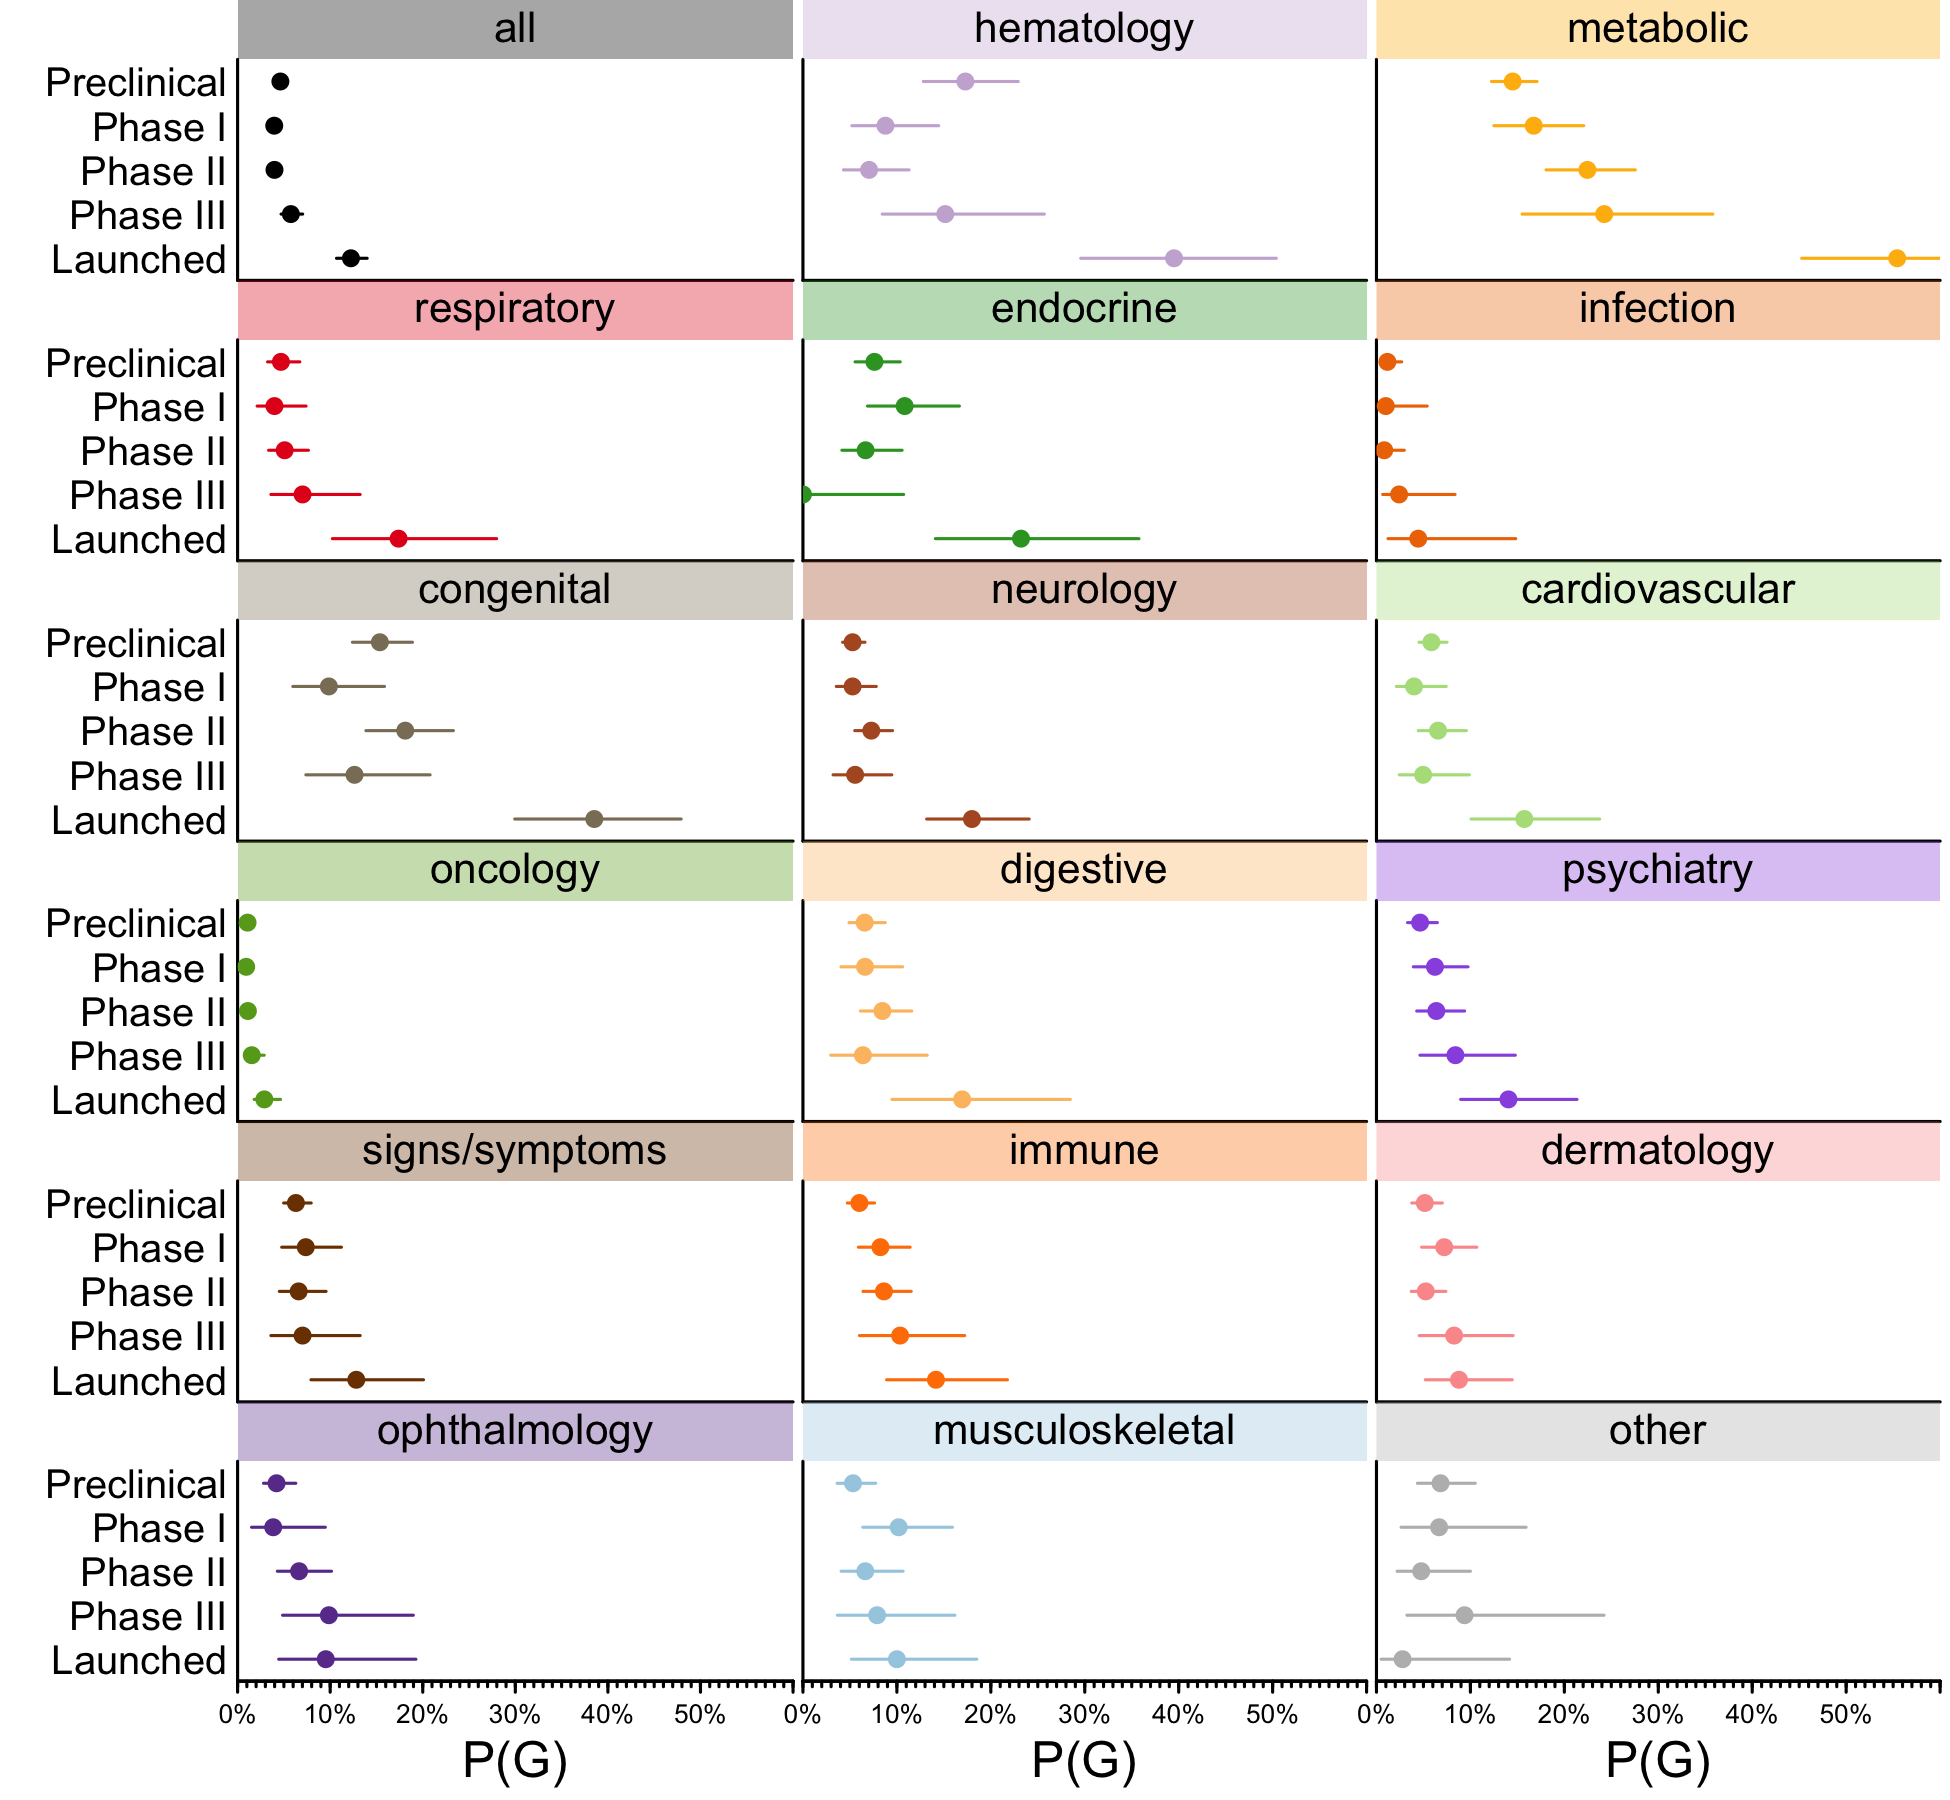 all hematology metabolic
Preclinical
Phase I
Phase II
Phase III
Launched
respiratory endocrine infection
Preclinical
Phase I
Phase II
Phase III
Launched
congenital neurology cardiovascular
Preclinical
Phase I
Phase II
Phase III
Launched
oncology digestive psychiatry
Preclinical
Phase I
Phase II
Phase III
Launched
signs/symptoms immune dermatology
Preclinical
Phase I
Phase II
Phase III
Launched
ophthalmology musculoskeletal other
Preclinical
Phase I
Phase II
Phase III
Launched
0% 10% 20% 30% 40% 50% 0% 10% 20% 30% 40% 50% 0% 10% 20% 30% 40% 50%
P(G) P(G) P(G)